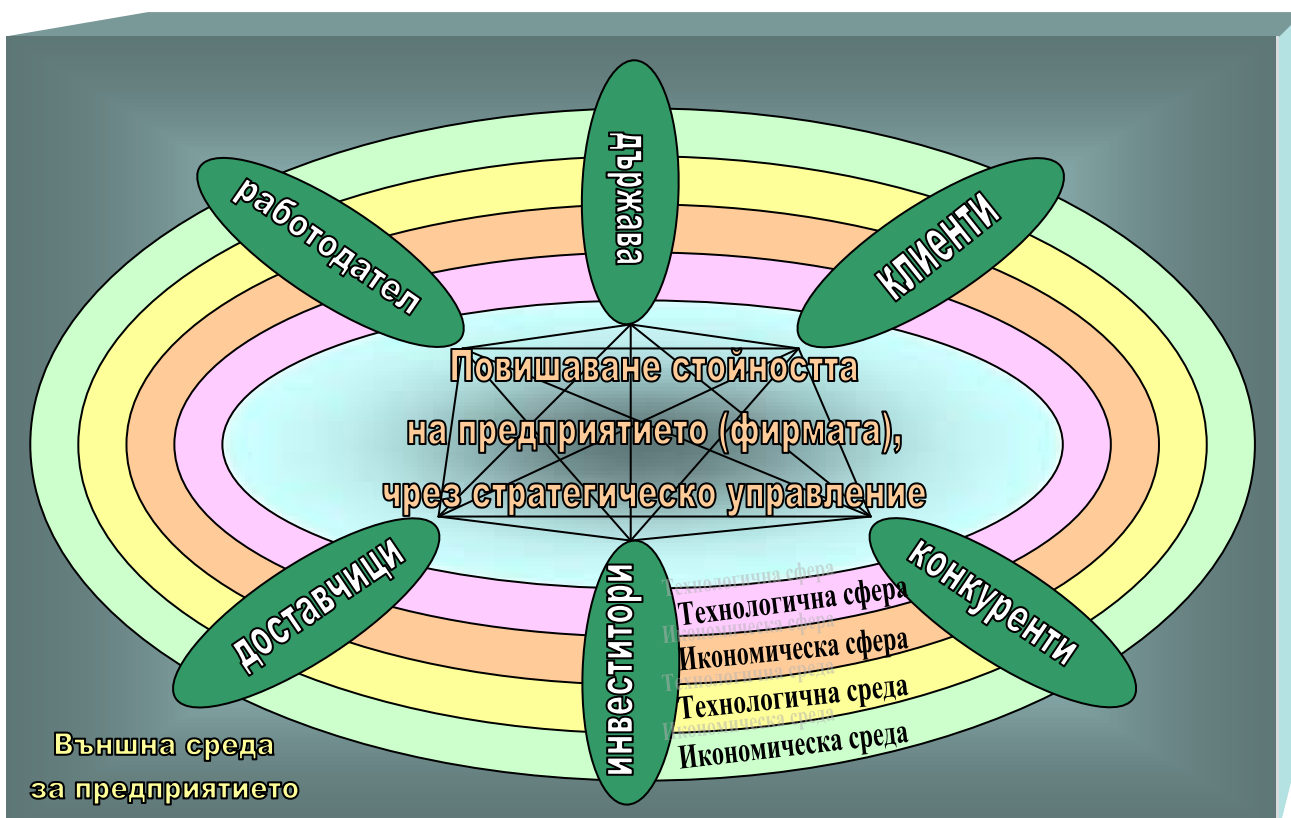 държава
работодател
клиенти
Повишаване стойността
на предприятието (фирмата),
чрез стратегическо управление
доставчици
инвеститори
конкуренти
Технологична сфера
Икономическа сфера
Технологична среда
Икономическа среда
Външна среда
за предприятието